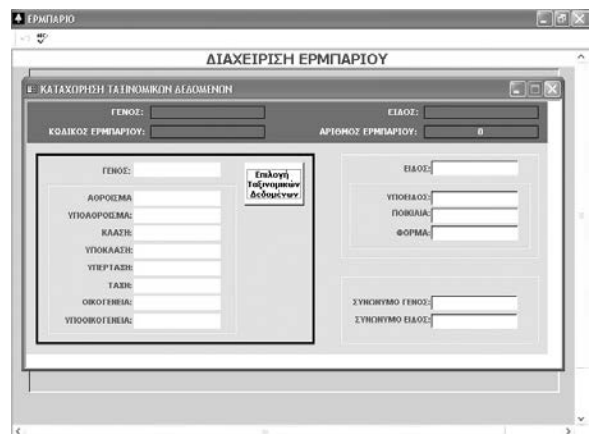 ΕΡΜΠΑΡΙΟ
ABC
ΔΙΑΧΕΙΡΙΣΗ ΕΡΜΠΑΡΙΟΥ
ΚΑΤΑΧΩΡΗΣΗ ΤΑΞΙΝΟΜΙΚΩΝ ΔΕΔΟΜΕΝΩΝ
ΓΕΝΟΣ: ΕΙΔΟΣ:
ΚΩΔΙΚΟΣ ΕΡΜΠΑΡΙΟΥ: ΑΡΙΘΜΟΣ ΕΡΜΠΑΡΙΟΥ: 0
ΓΕΝΟΣ:
Επιλογή
Ταξινομικών
Δεδομένων
ΑΘΡΟΙΣΜΑ
ΥΠΟΑΘΡΟΙΣΜΑ:
ΚΛΑΣΗ:
ΥΠΟΚΛΑΣΗ:
ΥΠΕΡΤΑΞΗ:
ΤΑΞΗ:
ΟΙΚΟΓΕΝΕΙΑ:
ΥΠΟΟΙΚΟΓΕΝΕΙΑ:
ΕΙΔΟΣ:
ΥΠΟΕΙΔΟΣ:
ΠΟΙΚΙΛΙΑ:
ΦΟΡΜΑ:
ΣΥΝΩΝΥΜΟ ΓΕΝΟΣ:
ΣΥΝΩΝΥΜΟ ΕΙΔΟΣ: